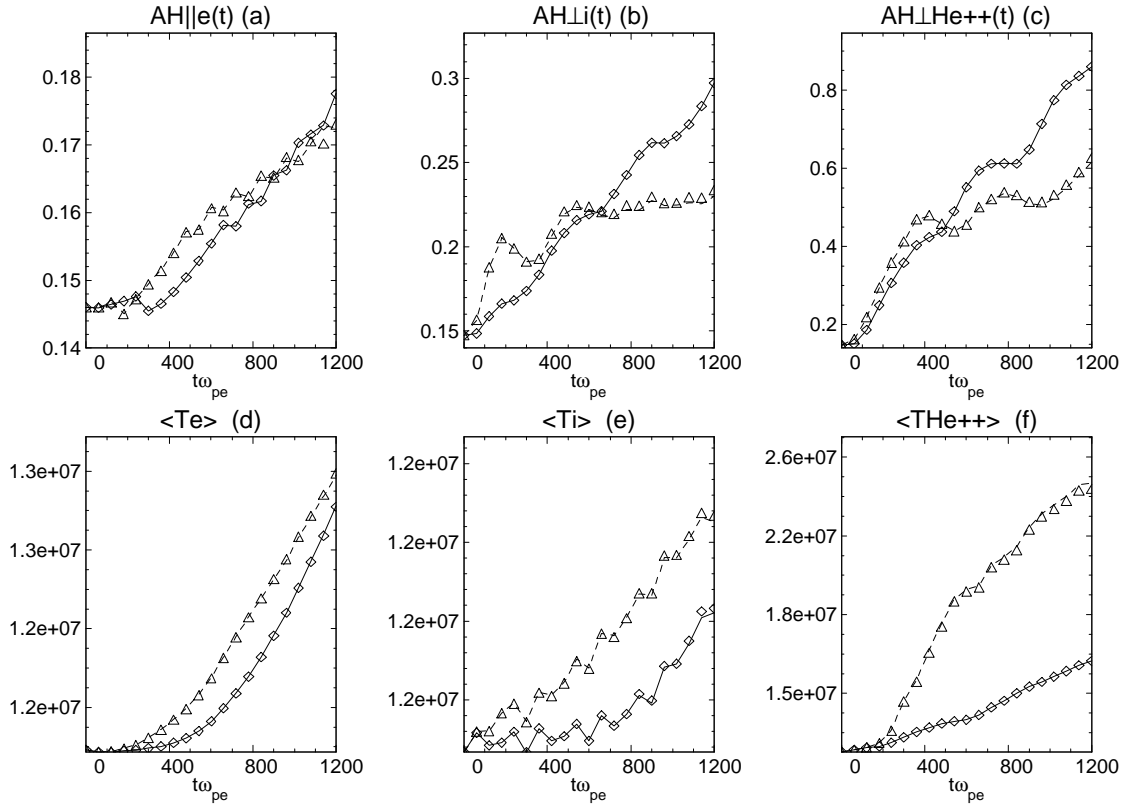 AH||e(t) (a)
0.18
0.17
0.16
0.15
0.14
0 400 800 1200
tω_pe
AH⊥i(t) (b)
0.3
0.25
0.2
0.15
0 400 800 1200
tω_pe
AH⊥He++(t) (c)
0.8
0.6
0.4
0.2
0 400 800 1200
tω_pe
<Te> (d)
1.3e+07
1.3e+07
1.2e+07
1.2e+07
0 400 800 1200
tω_pe
<Ti> (e)
1.2e+07
1.2e+07
1.2e+07
1.2e+07
0 400 800 1200
tω_pe
<THe++> (f)
2.6e+07
2.2e+07
1.8e+07
1.5e+07
0 400 800 1200
tω_pe